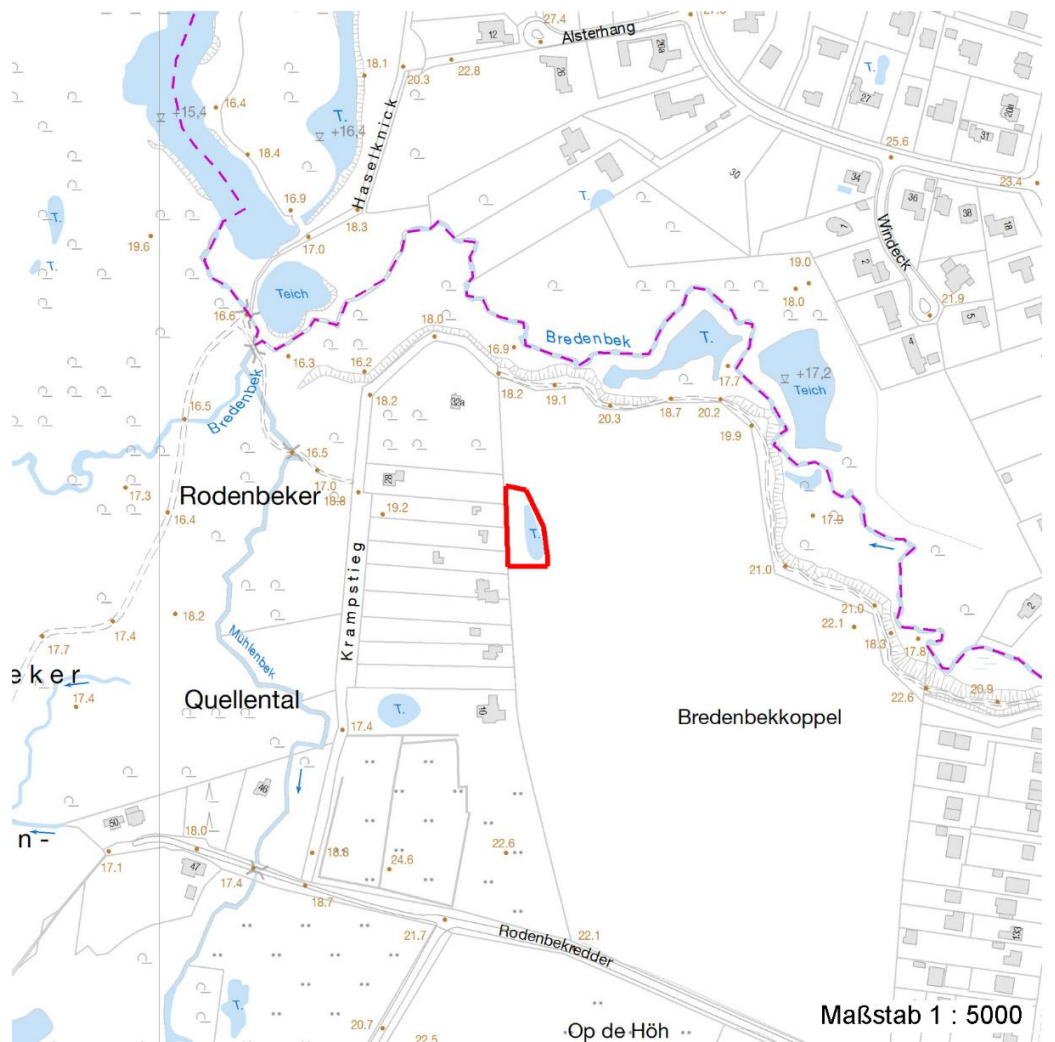 27.4
Alsterhang
12
26a
26
20.3
22.8
18.1
T.
27
20a
31
16.4
+15,4
T.
+16,4
Haselknick
25.6
18.4
30
34
23.4
16.9
18.3
T.
36
38
18
T.
19.6
17.0
Windeck
2
T.
19.0
18.0
Teich
21.9
5
16.6
18.0
Bredenbek
4
16.3
16.9
T.
16.2
17.7
+17,2
Teich
18.2
18.2
19.1
18.7
20.2
Bredenbek
32a
20.3
16.5
19.9
16.5
17.0
28
17.3
Rodenbeker
18.8
19.2
16.4
17.9
T.
Krampstieg
21.0
18.2
21.0
2
17.4
22.1
18.3
17.8
17.7
Mühlenbek
eker
17.4
Quellental
22.6
20.9
T.
10
Bredenbekkoppel
17.4
46
50
n-
18.0
17.1
47
17.4
18.8
24.6
22.6
18.7
21.7
Rodenbekredder
22.1
133
T.
20.7
22.5
Op de Höh
Maßstab 1 : 5000